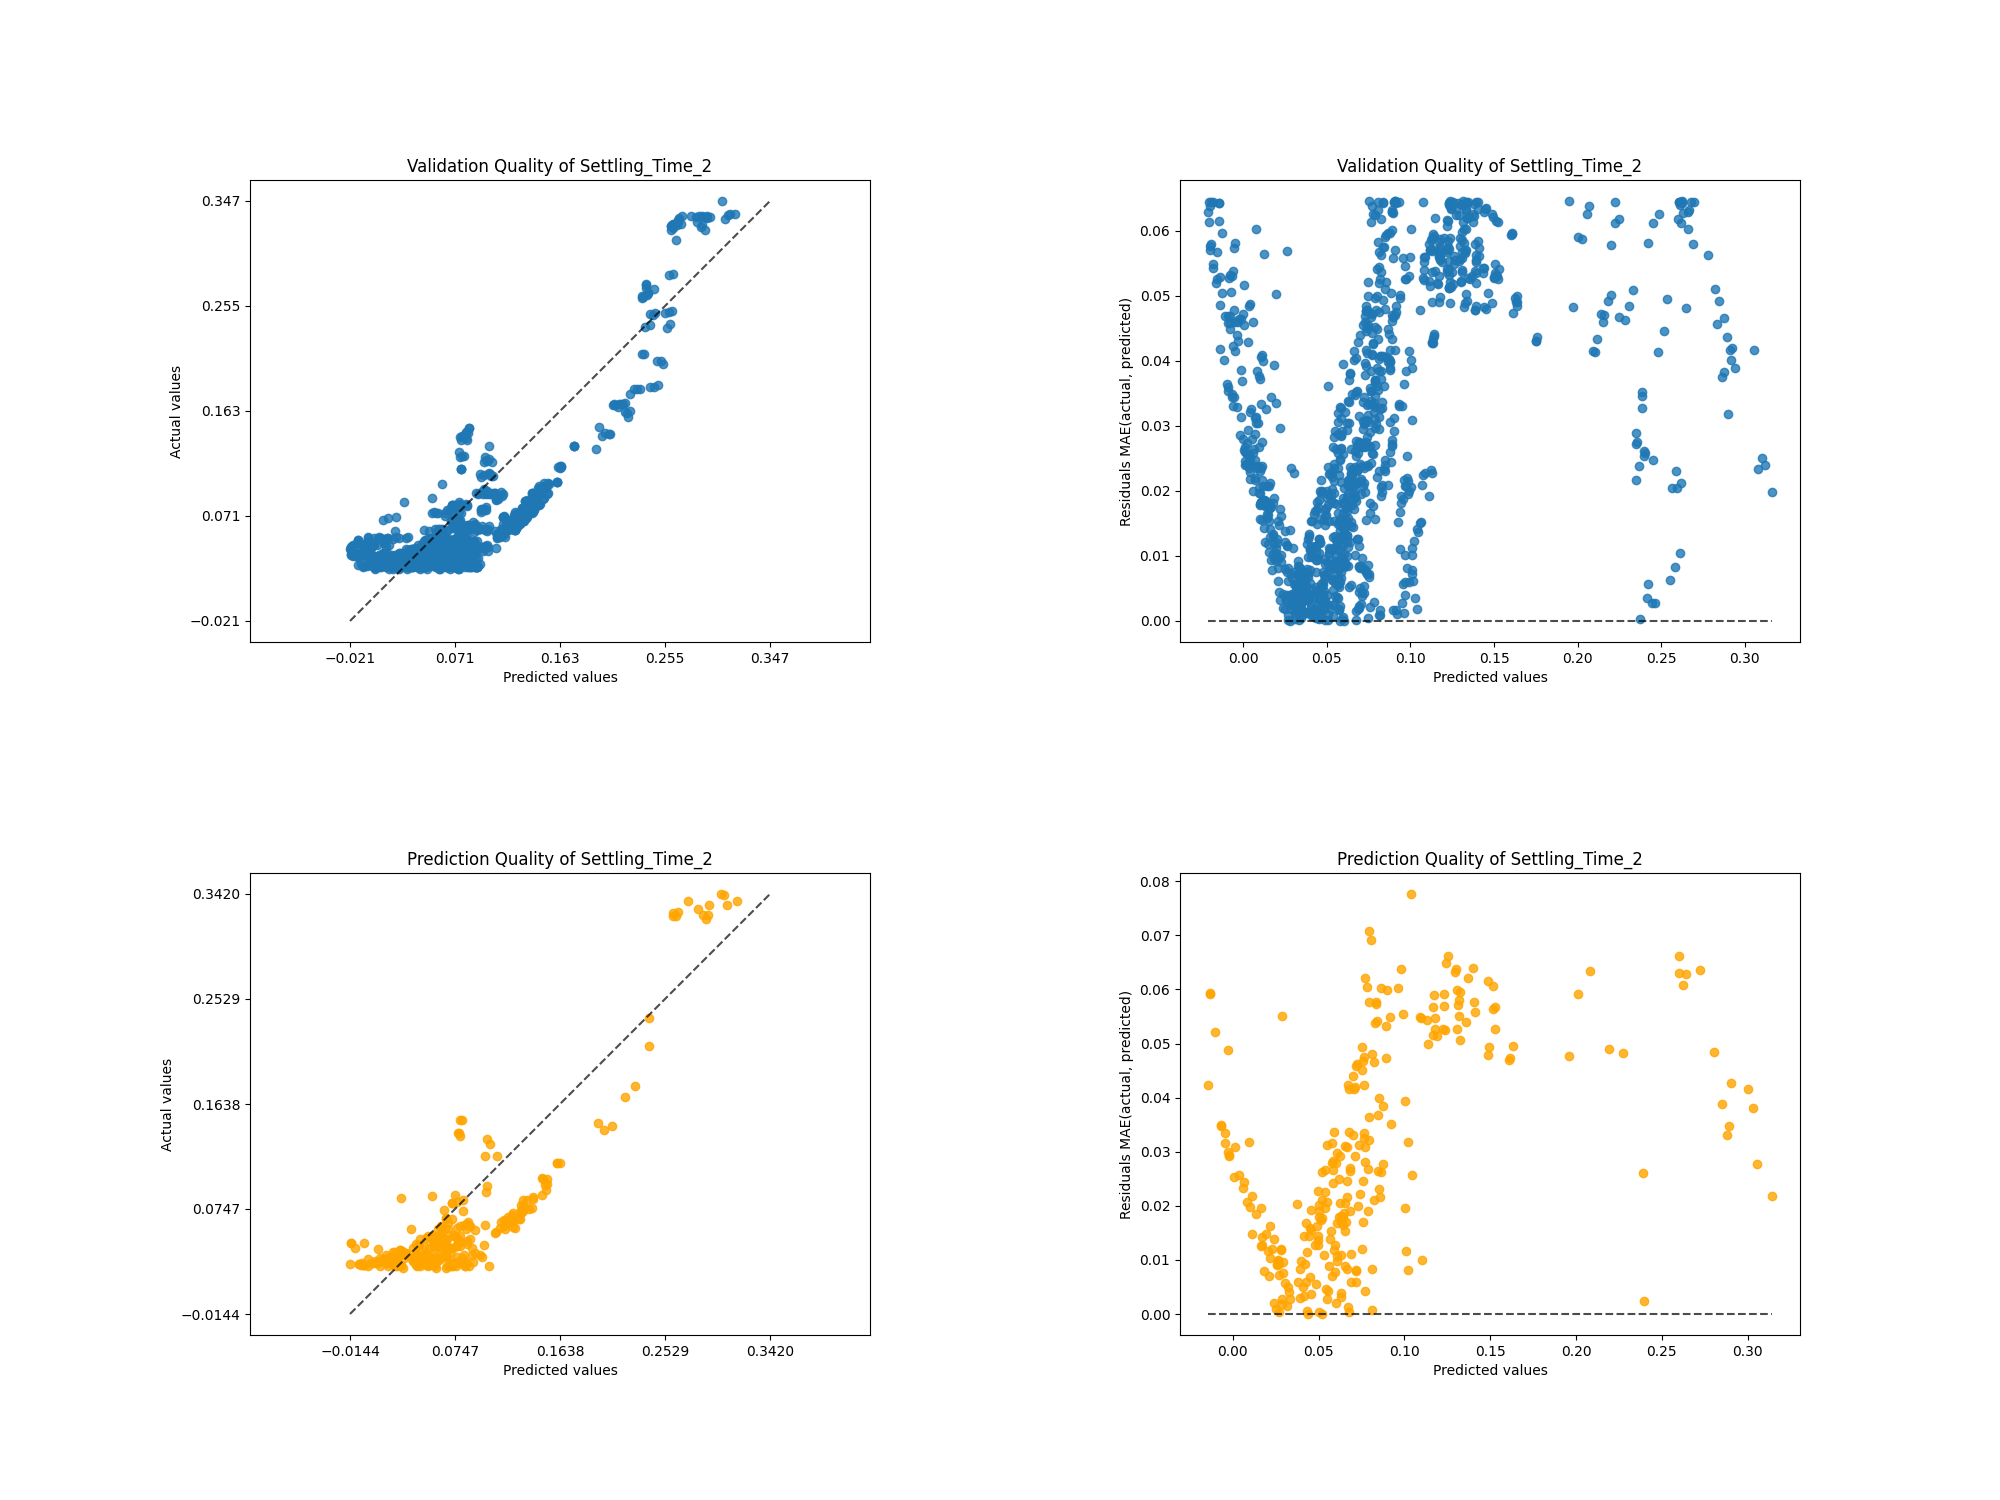 Validation Quality of Settling_Time_2
0.347
0.255
0.163
0.071
−0.021
Actual values
−0.021 0.071 0.163 0.255 0.347
Predicted values
Validation Quality of Settling_Time_2
0.06
0.05
0.04
0.03
0.02
0.01
0.00
Residuals MAE(actual, predicted)
0.00 0.05 0.10 0.15 0.20 0.25 0.30
Predicted values
Prediction Quality of Settling_Time_2
0.3420
0.2529
0.1638
0.0747
−0.0144
Actual values
−0.0144 0.0747 0.1638 0.2529 0.3420
Predicted values
Prediction Quality of Settling_Time_2
0.08
0.07
0.06
0.05
0.04
0.03
0.02
0.01
0.00
Residuals MAE(actual, predicted)
0.00 0.05 0.10 0.15 0.20 0.25 0.30
Predicted values